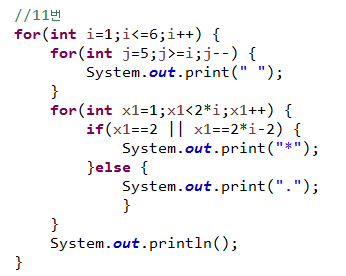 //11번
for(int i=1;i<=6;i++) {
for(int j=5;j>=i;j--) {
System.out.print(" ");
}
for(int x1=1;x1<2*i;x1++) {
if(x1==2 || x1==2*i-2) {
System.out.print("*");
}else {
System.out.print(".");
}
}
System.out.println();
}